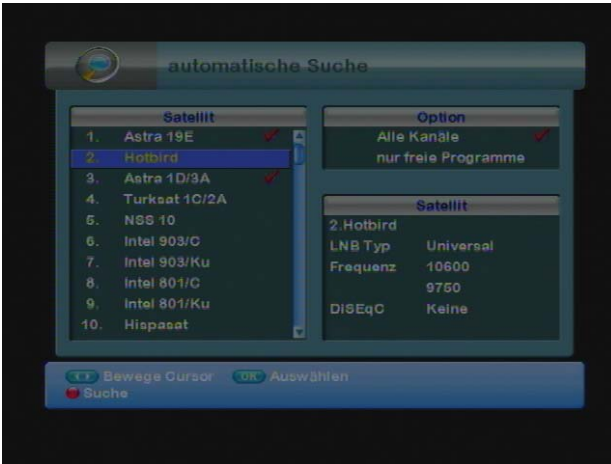 automatische Suche
Satellit
1. Astra 19E
2. Hotbird
3. Astra 1D/3A
4. Turksat 1C/2A
5. NSS 10
6. Intel 903/C
7. Intel 903/Ku
8. Intel 801/C
9. Intel 801/Ku
10. Hispasat
Option
Alle Kanäle
nur freie Programme
Satellit
2.Hotbird
LNB Typ Universal
Frequenz 10600
9750
DiSEqC Keine
Bewege Cursor OK Auswählen
Suche